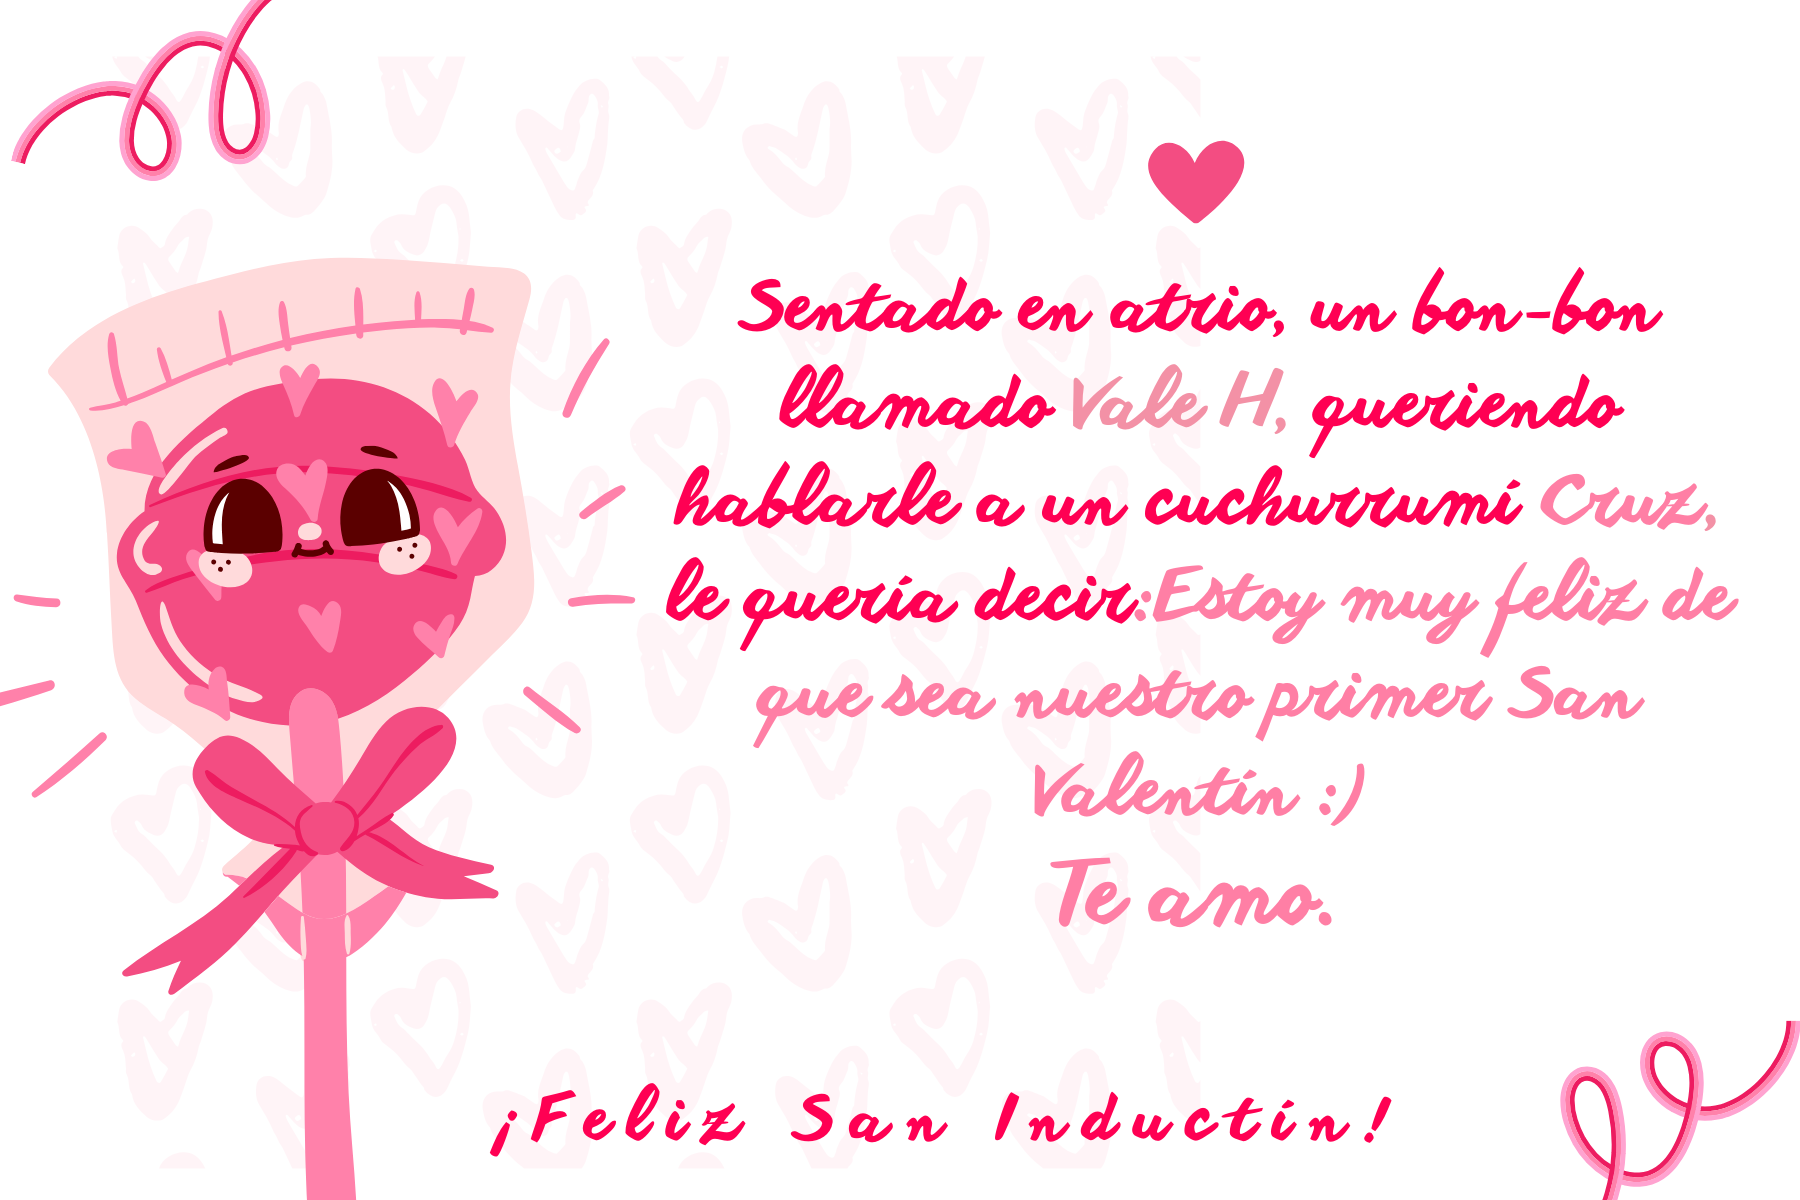 Sentado en atrio, un bon-bon
llamado Vale H, queriendo
hablarle a un cuchurrumí Cruz,
le quería decir:Estoy muy feliz de
que sea nuestro primer San
Valentín :)
Te amo.
¡Feliz San Inductín!